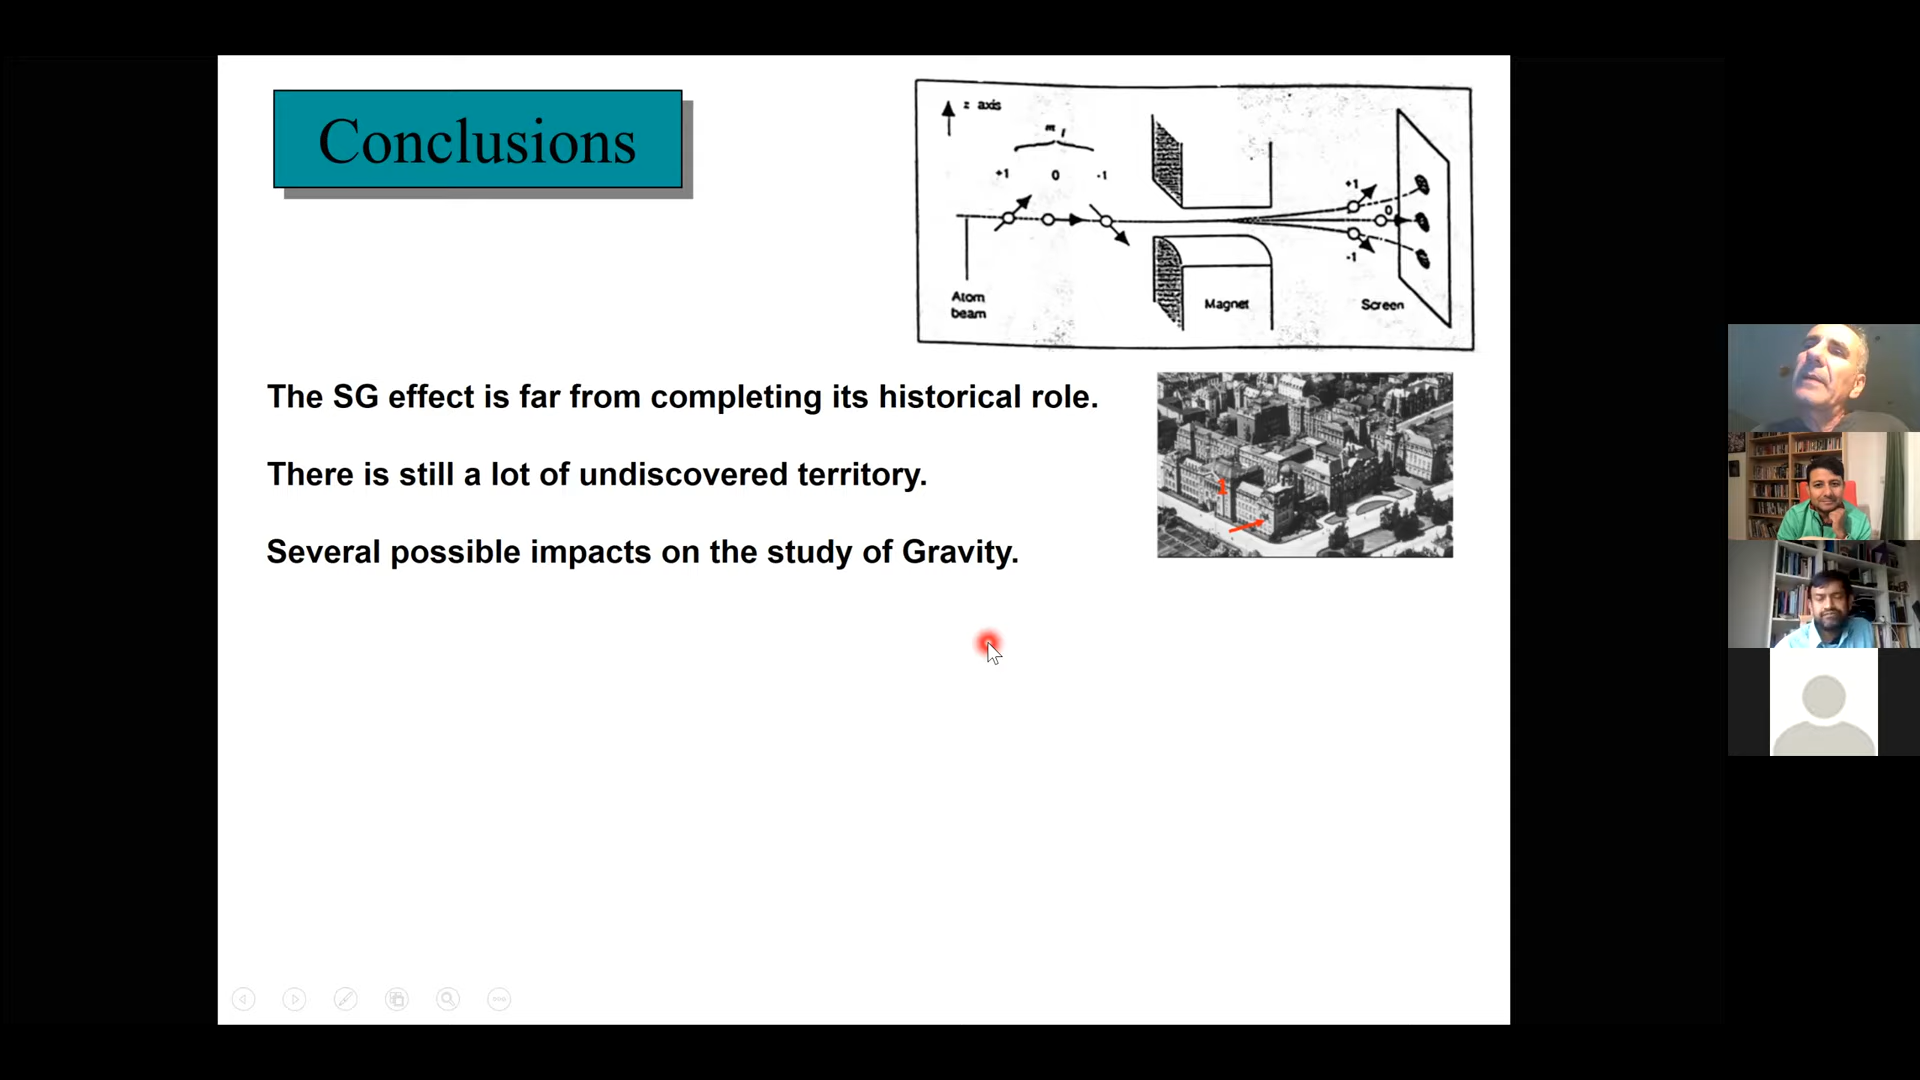 Conclusions
z axis
m l
+1 0 -1
+1
0
-1
Atom
beam
Magnet
Screen
The SG effect is far from completing its historical role.
There is still a lot of undiscovered territory.
Several possible impacts on the study of Gravity.
1